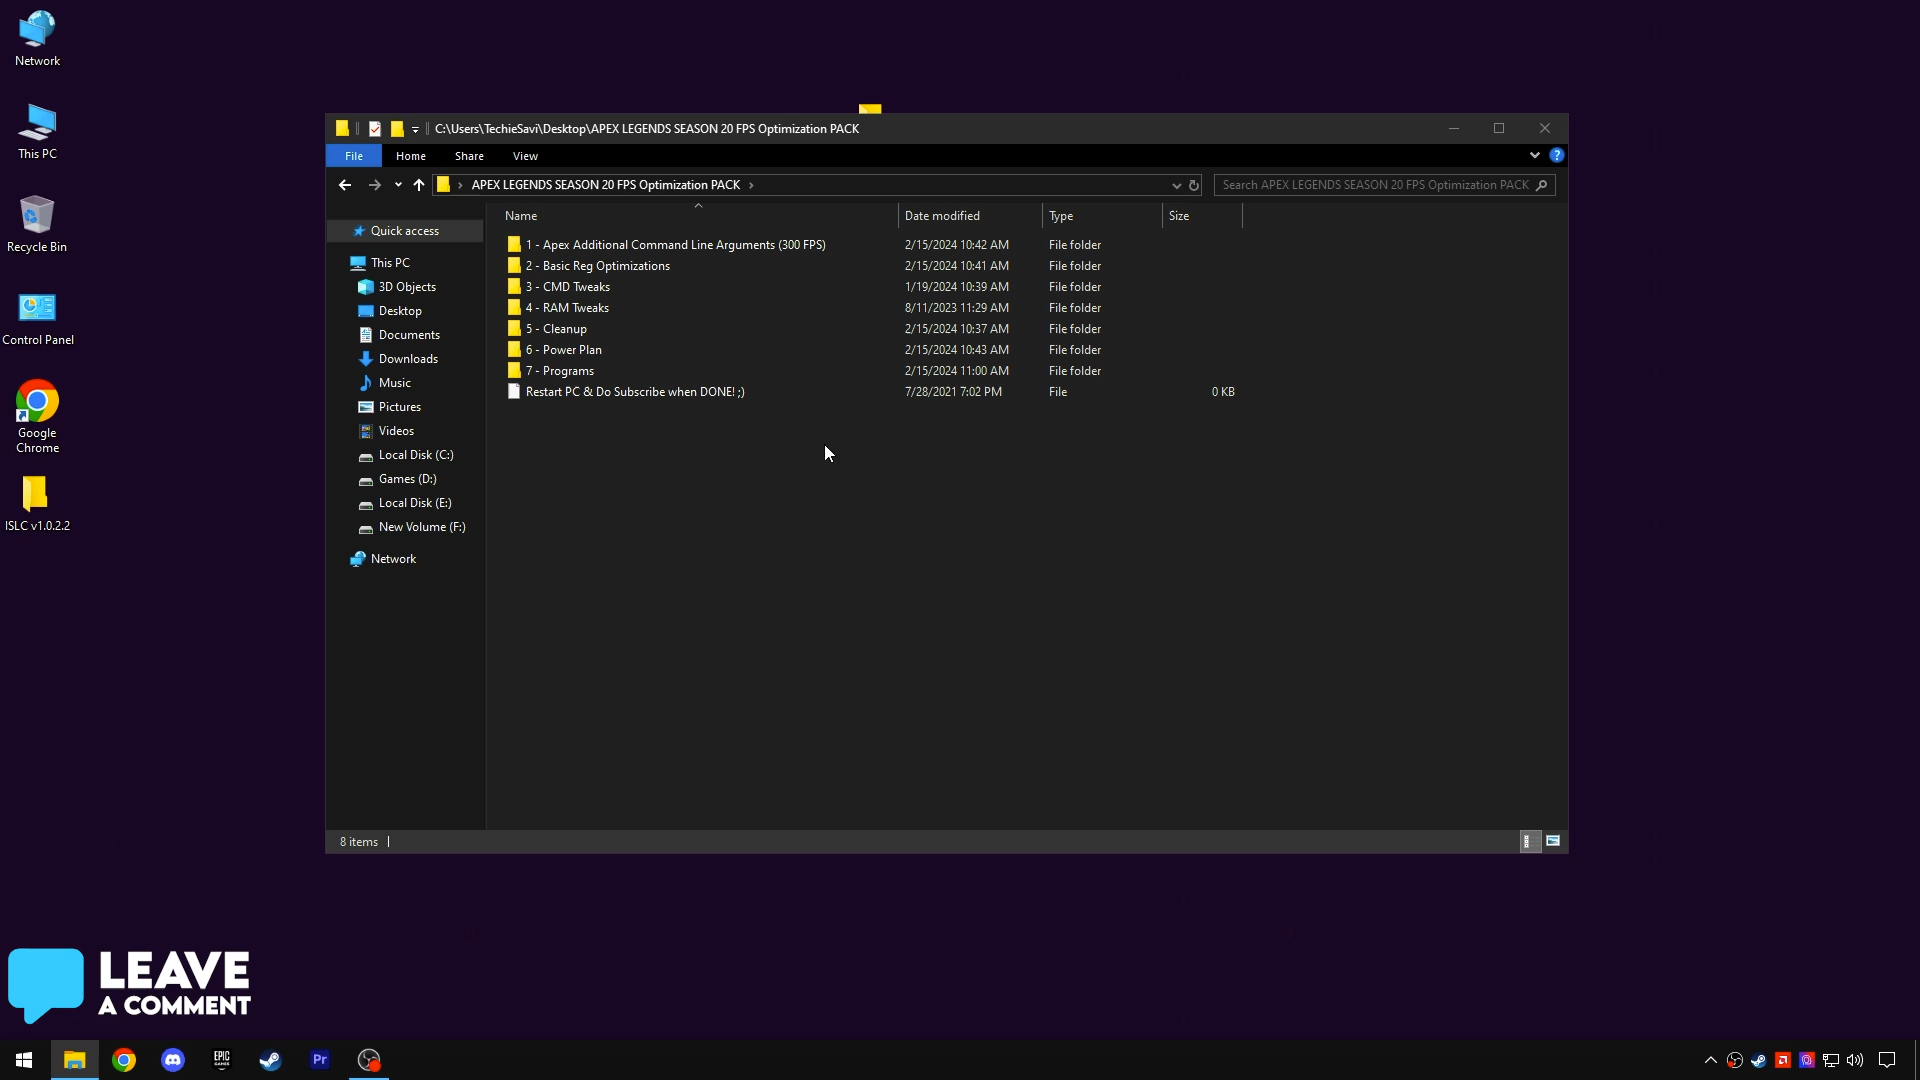 Network
This PC
Recycle Bin
Control Panel
Google
Chrome
ISLC v1.0.2.2
C:\Users\TechieSavi\Desktop\APEX LEGENDS SEASON 20 FPS Optimization PACK
File Home Share View
APEX LEGENDS SEASON 20 FPS Optimization PACK
Search APEX LEGENDS SEASON 20 FPS Optimization PACK
Quick access
This PC
3D Objects
Desktop
Documents
Downloads
Music
Pictures
Videos
Local Disk (C:)
Games (D:)
Local Disk (E:)
New Volume (F:)
Network
Name Date modified Type Size
1 - Apex Additional Command Line Arguments (300 FPS) 2/15/2024 10:42 AM File folder
2 - Basic Reg Optimizations 2/15/2024 10:41 AM File folder
3 - CMD Tweaks 1/19/2024 10:39 AM File folder
4 - RAM Tweaks 8/11/2023 11:29 AM File folder
5 - Cleanup 2/15/2024 10:37 AM File folder
6 - Power Plan 2/15/2024 10:43 AM File folder
7 - Programs 2/15/2024 11:00 AM File folder
Restart PC & Do Subscribe when DONE! ;) 7/28/2021 7:02 PM File 0 KB
8 items
LEAVE
A COMMENT
EPIC
GAMES
Pr